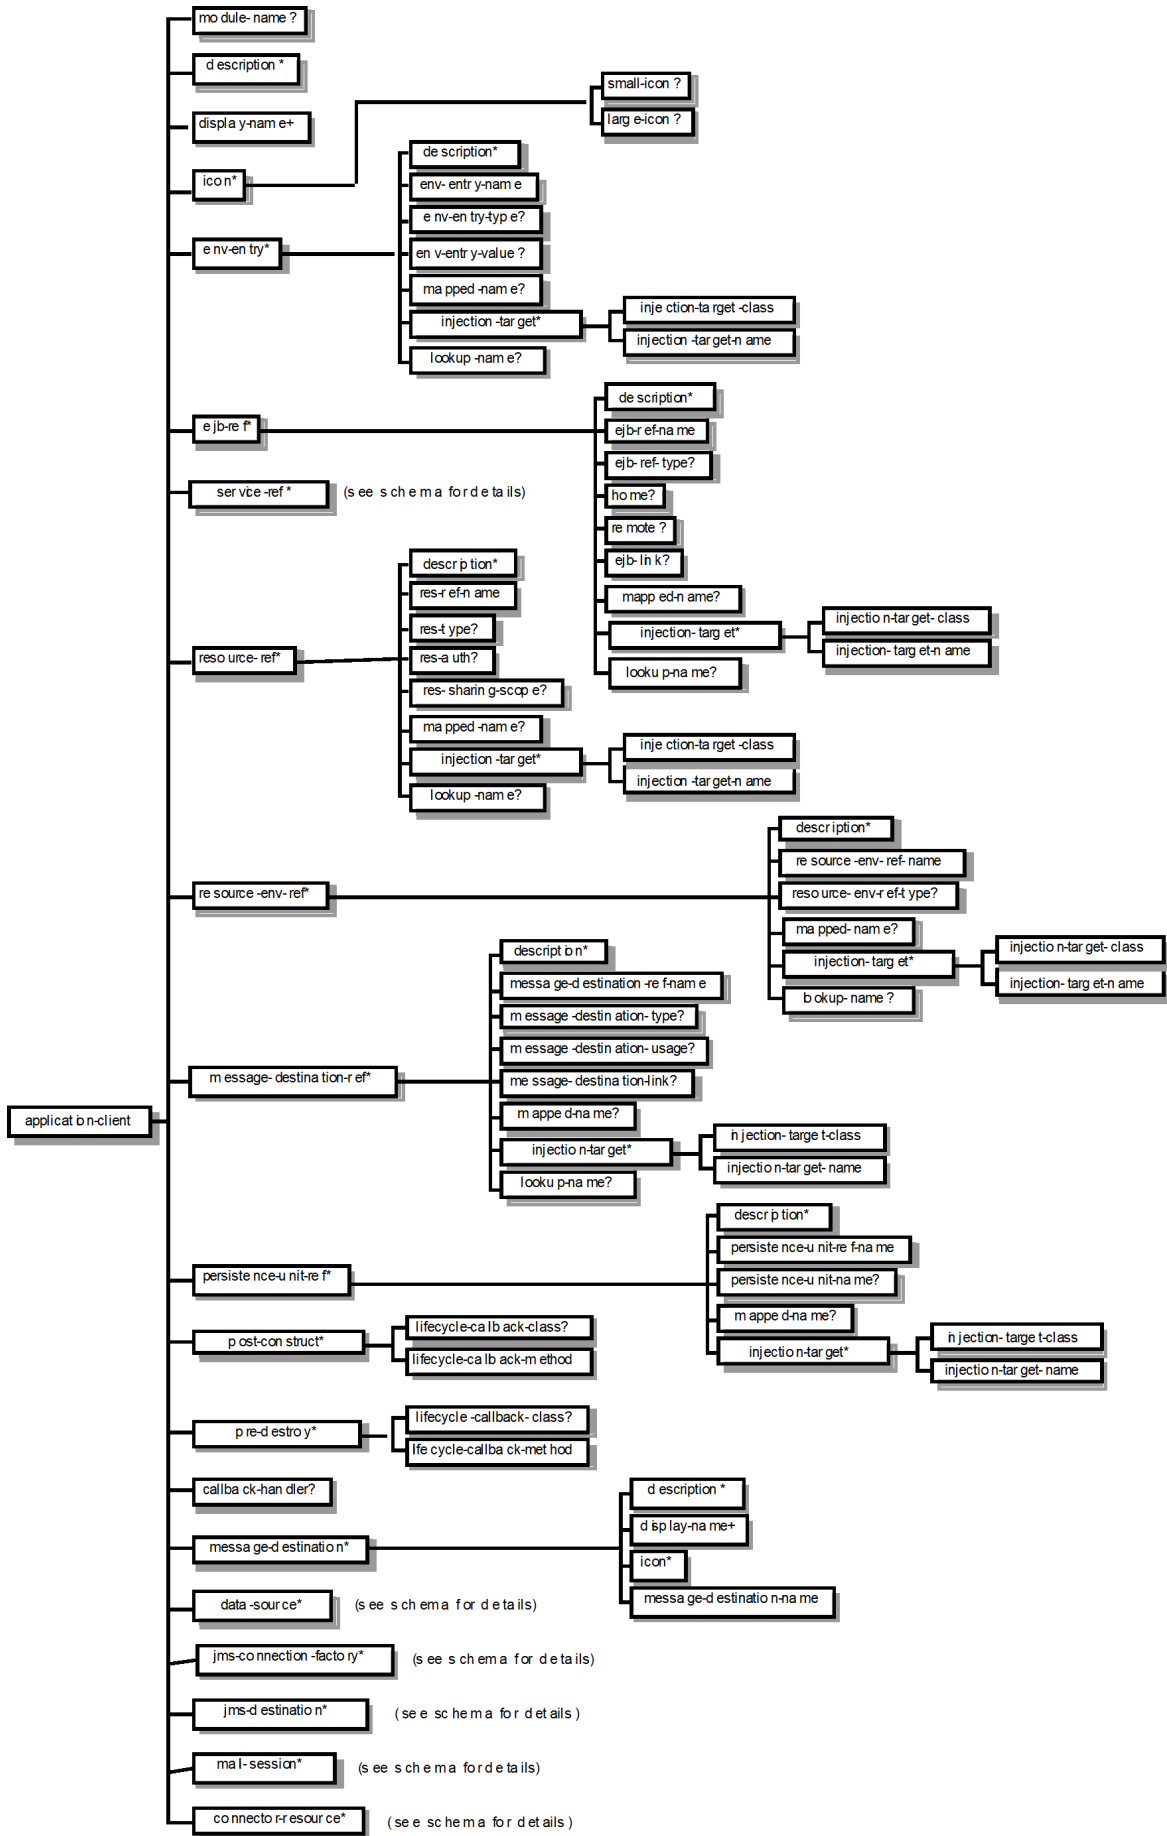 module-name?
description*
display-name+
icon*
small-icon?
large-icon?
env-entry*
description*
env-entry-name
env-entry-type?
env-entry-value?
mapped-name?
injection-target*
injection-target-class
injection-target-name
lookup-name?
ejb-ref*
description*
ejb-ref-name
ejb-ref-type?
home?
remote?
ejb-link?
mapped-name?
injection-target*
injection-target-class
injection-target-name
lookup-name?
service-ref*
(see schema for details)
resource-ref*
description*
res-ref-name
res-type?
res-auth?
res-sharing-scope?
mapped-name?
injection-target*
injection-target-class
injection-target-name
lookup-name?
resource-env-ref*
description*
resource-env-ref-name
resource-env-ref-type?
mapped-name?
injection-target*
injection-target-class
injection-target-name
lookup-name?
message-destination-ref*
description*
message-destination-ref-name
message-destination-type?
message-destination-usage?
message-destination-link?
mapped-name?
injection-target*
injection-target-class
injection-target-name
lookup-name?
application-client
persistence-unit-ref*
description*
persistence-unit-ref-name
persistence-unit-name?
mapped-name?
injection-target*
injection-target-class
injection-target-name
post-construct*
lifecycle-callback-class?
lifecycle-callback-method
pre-destroy*
lifecycle-callback-class?
lifecycle-callback-method
callback-handler?
message-destination*
description*
display-name+
icon*
message-destination-name
data-source*
(see schema for details)
jms-connection-factory*
(see schema for details)
jms-destination*
(see schema for details)
mail-session*
(see schema for details)
connector-resource*
(see schema for details)